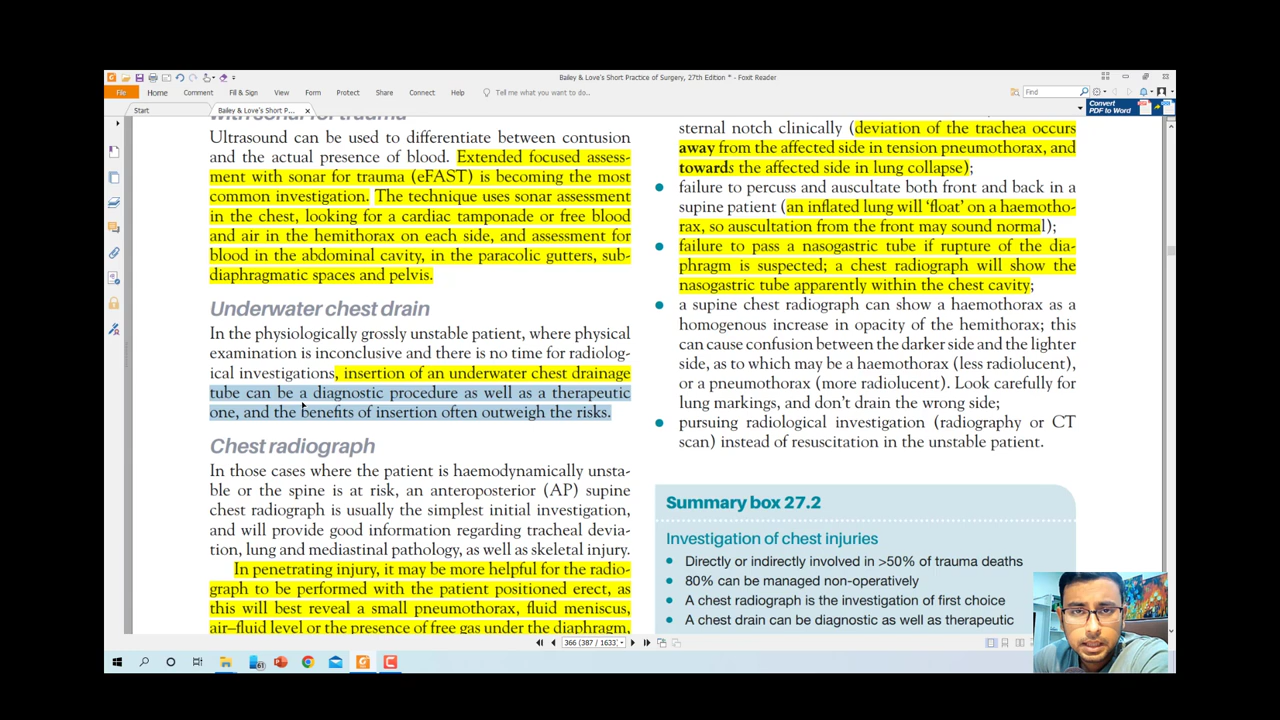 Bailey & Love's Short Practice of Surgery, 27th Edition * - Foxit Reader
File Home Comment Fill & Sign View Form Protect Share Connect Help Tell me what you want to do... Find
Start Bailey & Love's Short P...
Convert
PDF to Word
with sonar for trauma
Ultrasound can be used to differentiate between contusion
and the actual presence of blood. Extended focused assess-
ment with sonar for trauma (eFAST) is becoming the most
common investigation. The technique uses sonar assessment
in the chest, looking for a cardiac tamponade or free blood
and air in the hemithorax on each side, and assessment for
blood in the abdominal cavity, in the paracolic gutters, sub-
diaphragmatic spaces and pelvis.
Underwater chest drain
In the physiologically grossly unstable patient, where physical
examination is inconclusive and there is no time for radiolog-
ical investigations, insertion of an underwater chest drainage
tube can be a diagnostic procedure as well as a therapeutic
one, and the benefits of insertion often outweigh the risks.
Chest radiograph
In those cases where the patient is haemodynamically unsta-
ble or the spine is at risk, an anteroposterior (AP) supine
chest radiograph is usually the simplest initial investigation,
and will provide good information regarding tracheal devia-
tion, lung and mediastinal pathology, as well as skeletal injury.
In penetrating injury, it may be more helpful for the radio-
graph to be performed with the patient positioned erect, as
this will best reveal a small pneumothorax, fluid meniscus,
air–fluid level or the presence of free gas under the diaphragm,
sternal notch clinically (deviation of the trachea occurs
away from the affected side in tension pneumothorax, and
towards the affected side in lung collapse);
• failure to percuss and auscultate both front and back in a
supine patient (an inflated lung will 'float' on a haemotho-
rax, so auscultation from the front may sound normal);
• failure to pass a nasogastric tube if rupture of the dia-
phragm is suspected; a chest radiograph will show the
nasogastric tube apparently within the chest cavity;
• a supine chest radiograph can show a haemothorax as a
homogenous increase in opacity of the hemithorax; this
can cause confusion between the darker side and the lighter
side, as to which may be a haemothorax (less radiolucent),
or a pneumothorax (more radiolucent). Look carefully for
lung markings, and don't drain the wrong side;
• pursuing radiological investigation (radiography or CT
scan) instead of resuscitation in the unstable patient.
Summary box 27.2
Investigation of chest injuries
• Directly or indirectly involved in >50% of trauma deaths
• 80% can be managed non-operatively
• A chest radiograph is the investigation of first choice
• A chest drain can be diagnostic as well as therapeutic
366 (387 / 1633)
61